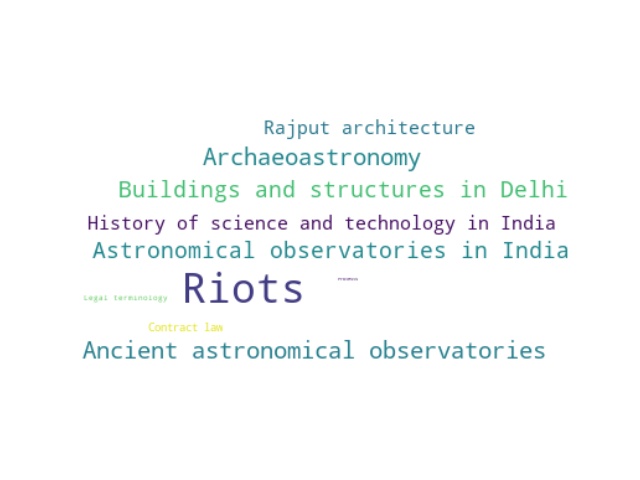 Rajput architecture
Archaeoastronomy
Buildings and structures in Delhi
History of science and technology in India
Astronomical observatories in India
Riots
Legal terminology
Contract law
Ancient astronomical observatories